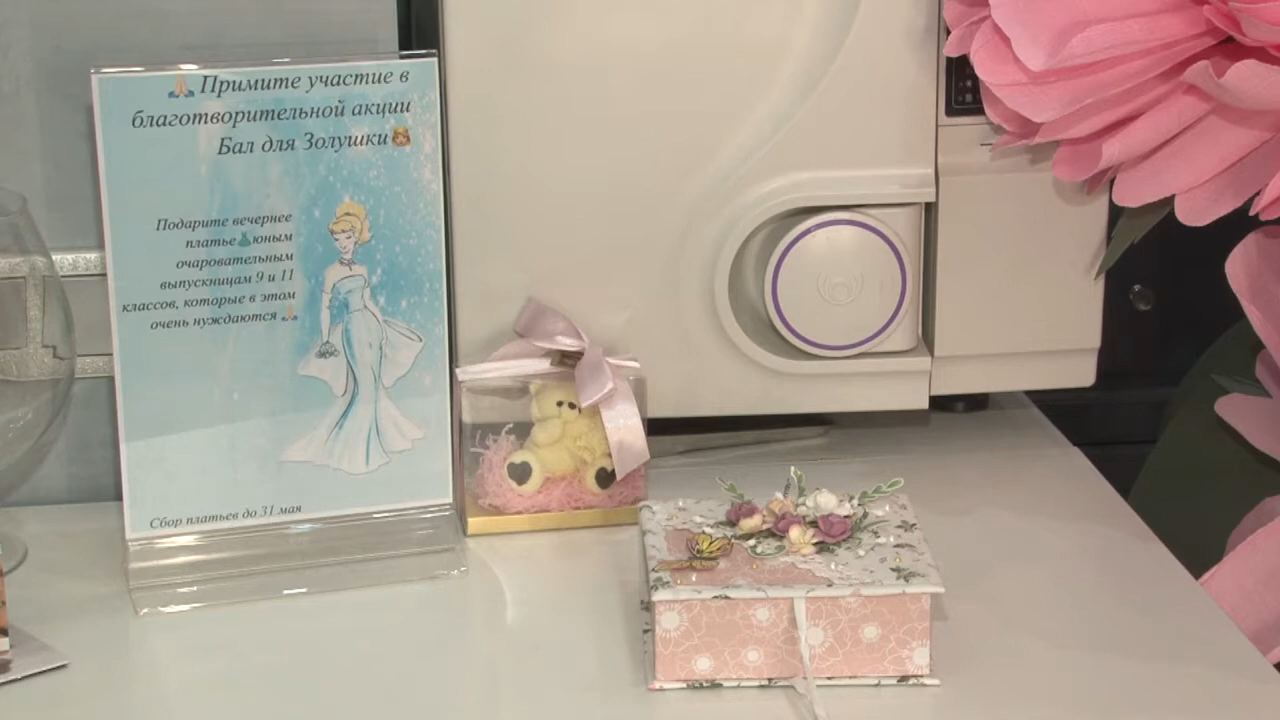 🙏Примите участие в
благотворительной акции
Бал для Золушки👸
Подарите вечернее
платье👗юным
очаровательным
выпускницам 9 и 11
классов, которые в этом
очень нуждаются 🙏
Сбор платьев до 31 мая